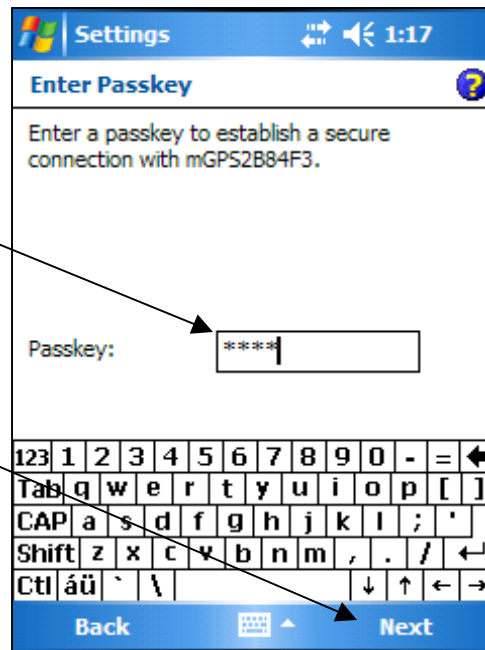 Settings 1:17
Enter Passkey ?
Enter a passkey to establish a secure
connection with mGPS2B84F3.
Passkey: ****
123 1 2 3 4 5 6 7 8 9 0 - =
Tab q w e r t y u i o p [ ]
CAP a s d f g h j k l ; '
Shift z x c v b n m , . /
Ctl áü ` \ ↓ ↑ ← →
Back Next